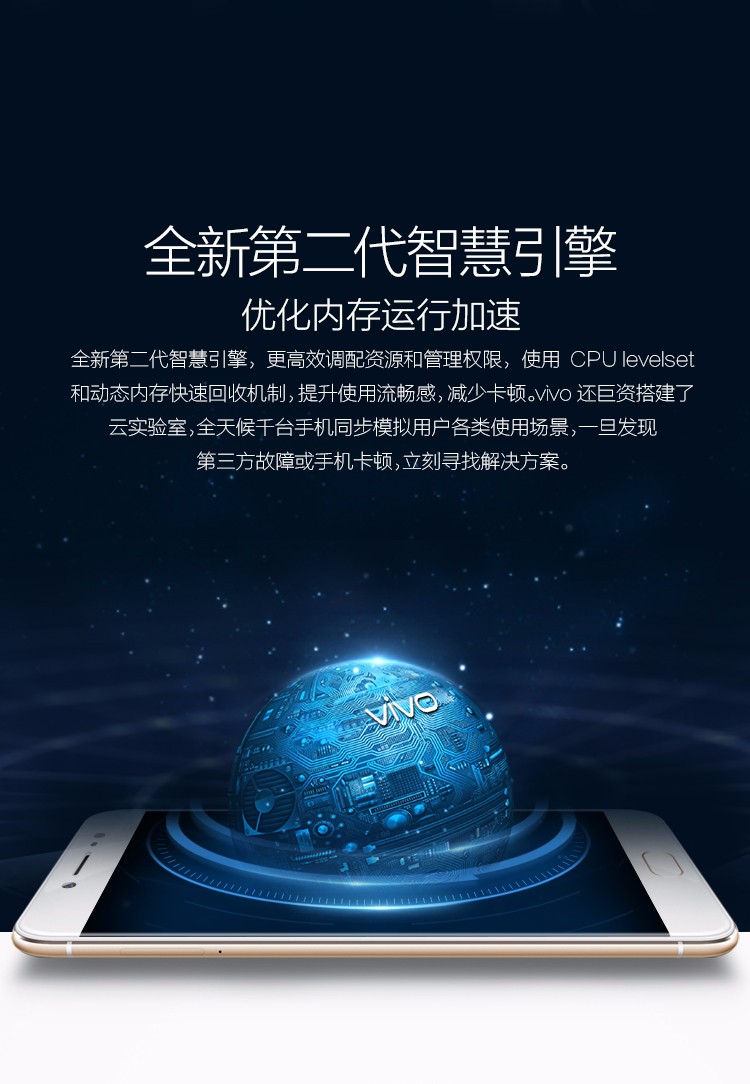 全新第二代智慧引擎
优化内存运行加速
全新第二代智慧引擎，更高效调配资源和管理权限，使用 CPU levelset
和动态内存快速回收机制，提升使用流畅感，减少卡顿。vivo 还巨资搭建了
云实验室，全天候千台手机同步模拟用户各类使用场景，一旦发现
第三方故障或手机卡顿，立刻寻找解决方案。
vivo